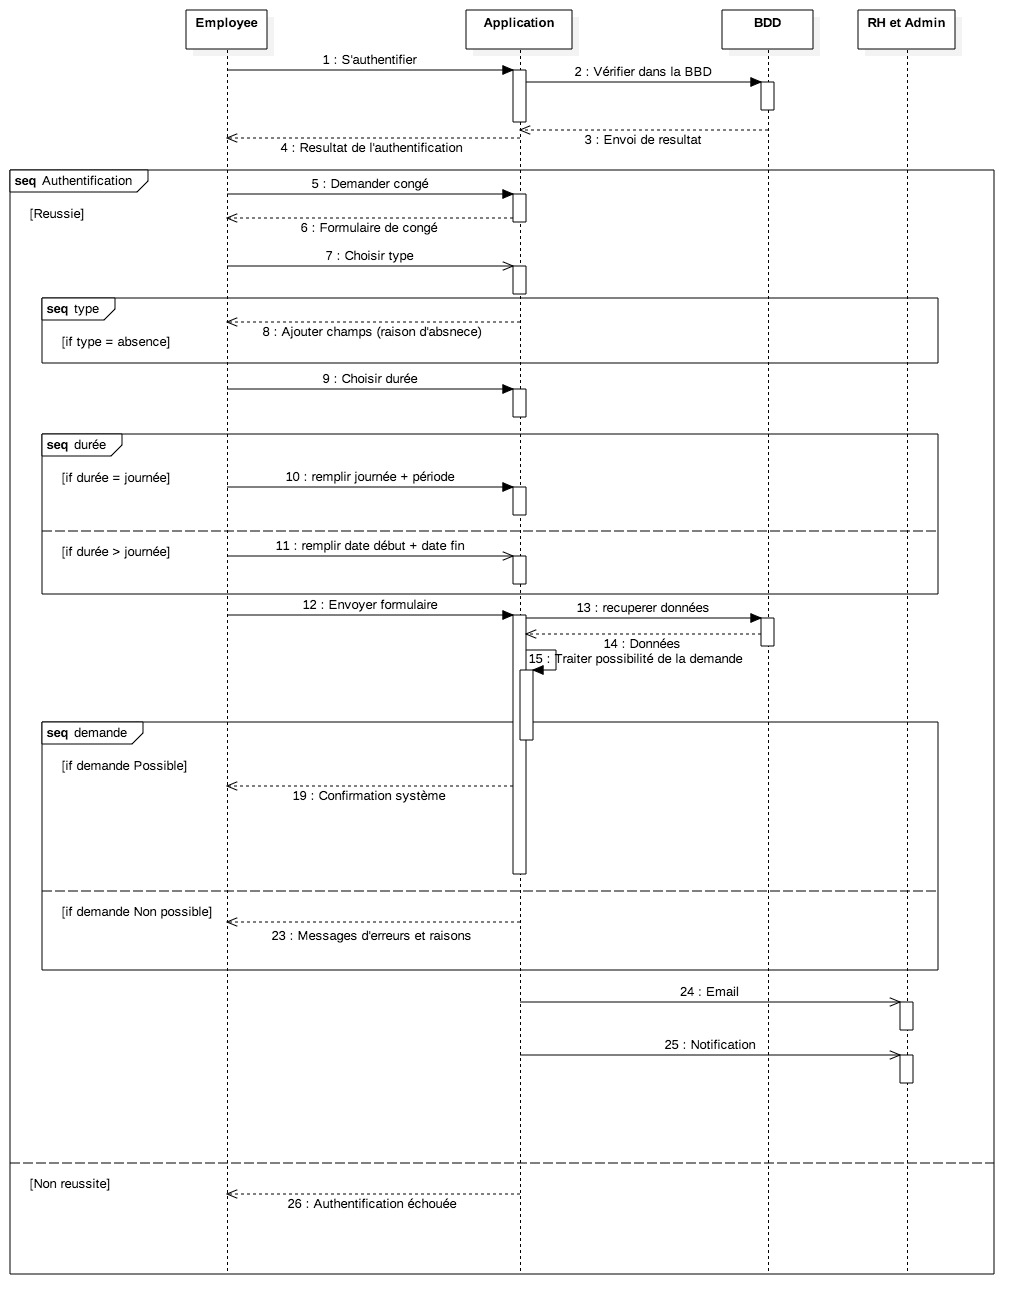 Employee
Application
BDD
RH et Admin
1 : S'authentifier
2 : Vérifier dans la BBD
3 : Envoi de resultat
4 : Resultat de l'authentification
seq Authentification
5 : Demander congé
[Reussie]
6 : Formulaire de congé
7 : Choisir type
seq type
8 : Ajouter champs (raison d'absnece)
[if type = absence]
9 : Choisir durée
seq durée
[if durée = journée]
10 : remplir journée + période
[if durée > journée]
11 : remplir date début + date fin
12 : Envoyer formulaire
13 : recuperer données
14 : Données
15 : Traiter possibilité de la demande
seq demande
[if demande Possible]
19 : Confirmation système
[if demande Non possible]
23 : Messages d'erreurs et raisons
24 : Email
25 : Notification
[Non reussite]
26 : Authentification échouée